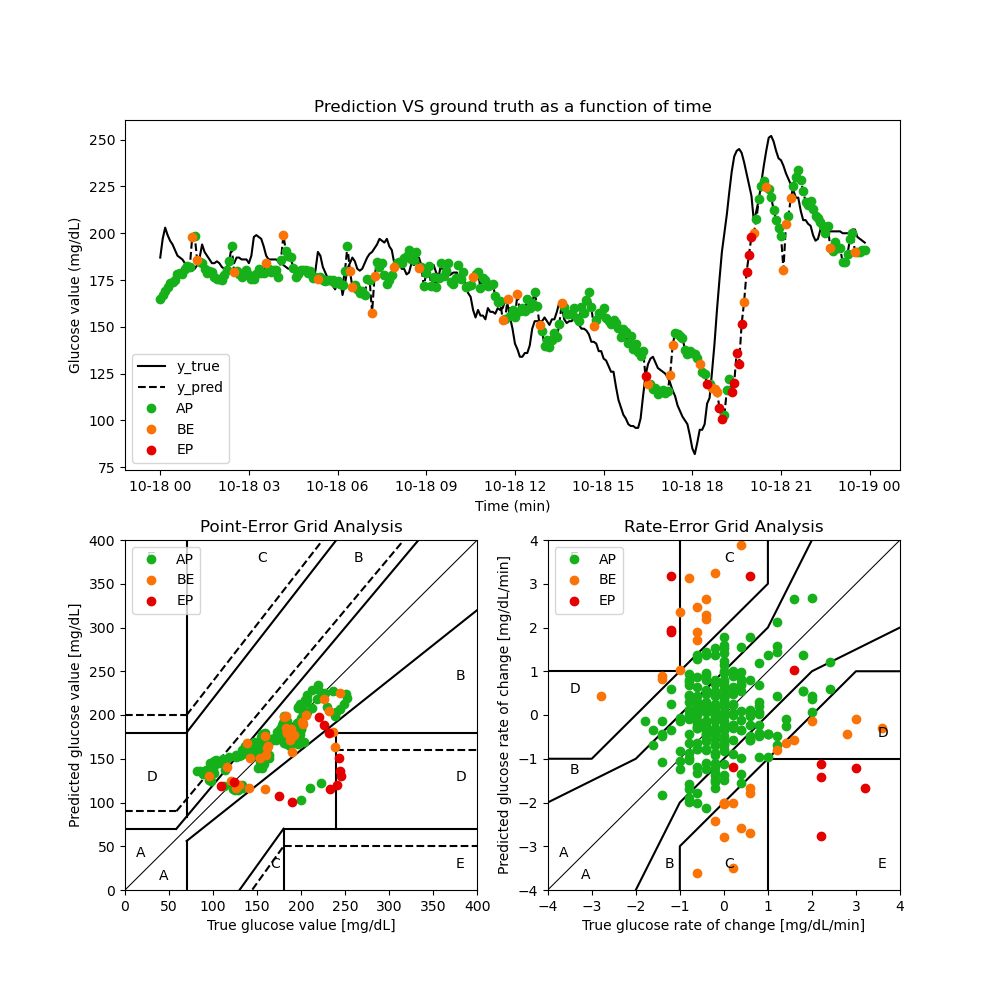 Prediction VS ground truth as a function of time
Glucose value (mg/dL)
250
225
200
175
150
125
100
75
y_true
y_pred
AP
BE
EP
10-18 00 10-18 03 10-18 06 10-18 09 10-18 12 10-18 15 10-18 18 10-18 21 10-19 00
Time (min)
Point-Error Grid Analysis
Predicted glucose value [mg/dL]
400
350
300
250
200
150
100
50
0
AP
BE
EP
C
B
B
D
D
A
A
C
E
0 50 100 150 200 250 300 350 400
True glucose value [mg/dL]
Rate-Error Grid Analysis
Predicted glucose rate of change [mg/dL/min]
4
3
2
1
0
−1
−2
−3
−4
AP
BE
EP
C
D
D
B
A
A
B
C
E
−4 −3 −2 −1 0 1 2 3 4
True glucose rate of change [mg/dL/min]